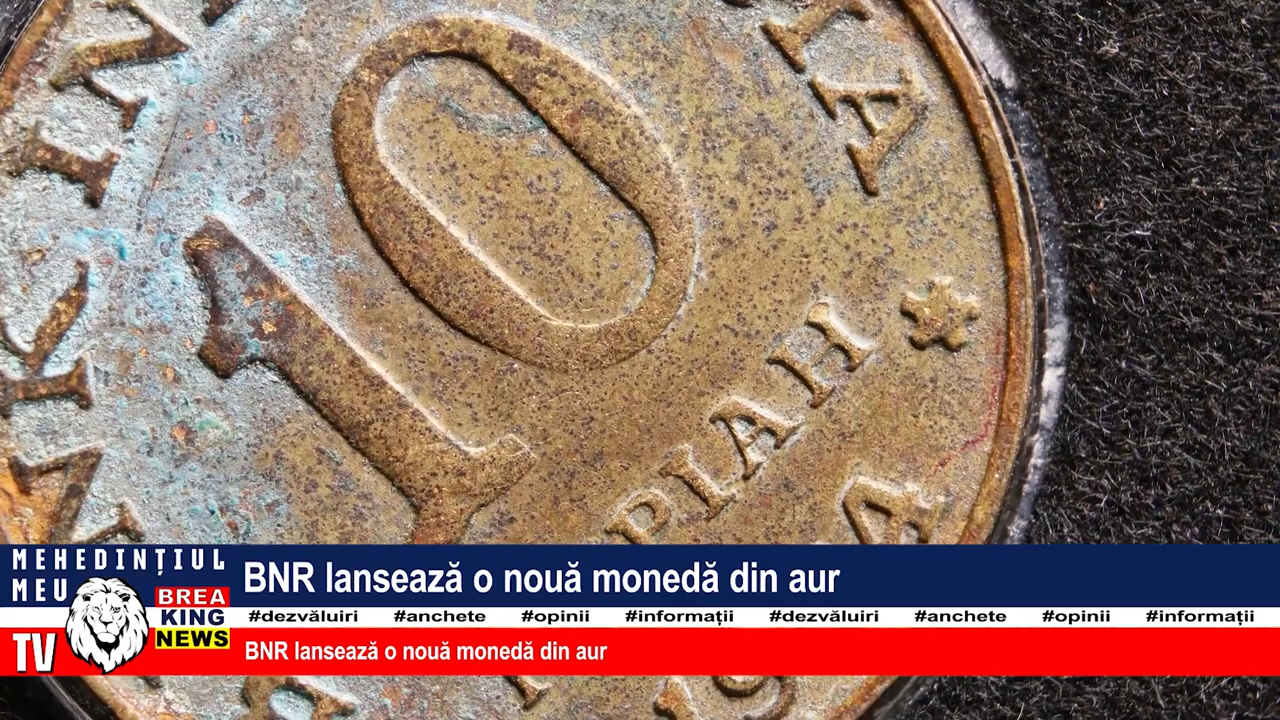 10
PIAH
MEHEDINȚIUL
MEU
BREA
KING
NEWS
TV
BNR lansează o nouă monedă din aur
#dezvăluiri #anchete #opinii #informații #dezvăluiri #anchete #opinii #informații
BNR lansează o nouă monedă din aur